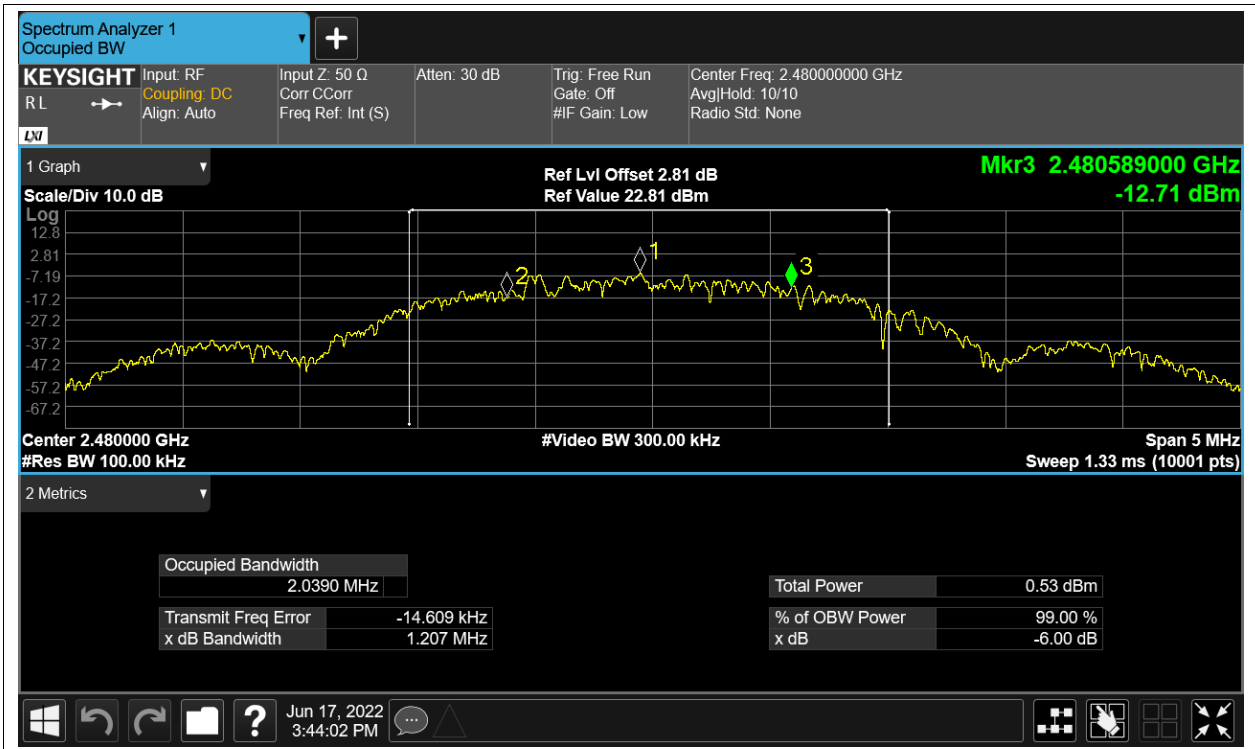 Spectrum Analyzer 1
Occupied BW
KEYSIGHT
R L
LXI
Input: RF
Coupling: DC
Align: Auto
Input Z: 50 Ω
Corr CCorr
Freq Ref: Int (S)
Atten: 30 dB
Trig: Free Run
Gate: Off
#IF Gain: Low
Center Freq: 2.480000000 GHz
Avg|Hold: 10/10
Radio Std: None
1 Graph
Scale/Div 10.0 dB
Ref Lvl Offset 2.81 dB
Ref Value 22.81 dBm
Mkr3 2.480589000 GHz
-12.71 dBm
Log
12.8
2.81
-7.19
-17.2
-27.2
-37.2
-47.2
-57.2
-67.2
1
2
3
Center 2.480000 GHz
#Video BW 300.00 kHz
Span 5 MHz
#Res BW 100.00 kHz
Sweep 1.33 ms (10001 pts)
2 Metrics
Occupied Bandwidth
2.0390 MHz
Total Power 0.53 dBm
Transmit Freq Error -14.609 kHz
% of OBW Power 99.00 %
x dB Bandwidth 1.207 MHz
x dB -6.00 dB
?
Jun 17, 2022
3:44:02 PM